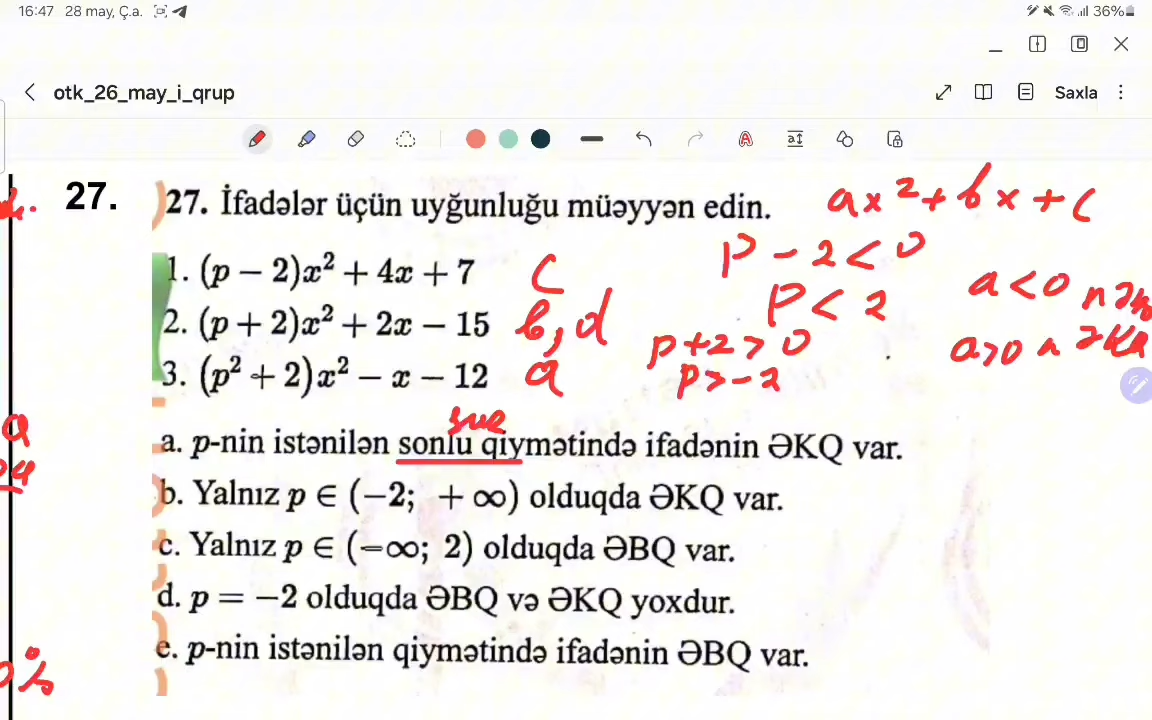 16:47 28 may, Ç.a. 36%
otk_26_may_i_qrup
Saxla
27. 27. İfadələr üçün uyğunluğu müəyyən edin.
ax² + bx + c
p - 2 < 0
1. (p − 2)x² + 4x + 7 c
p < 2
a < 0
2. (p + 2)x² + 2x − 15 b, d
p + 2 > 0
a > 0
3. (p² + 2)x² − x − 12 a
p > -2
a. p-nin istənilən sonlu qiymətində ifadənin ƏKQ var.
b. Yalnız p ∈ (−2; +∞) olduqda ƏKQ var.
c. Yalnız p ∈ (−∞; 2) olduqda ƏBQ var.
d. p = −2 olduqda ƏBQ və ƏKQ yoxdur.
e. p-nin istənilən qiymətində ifadənin ƏBQ var.